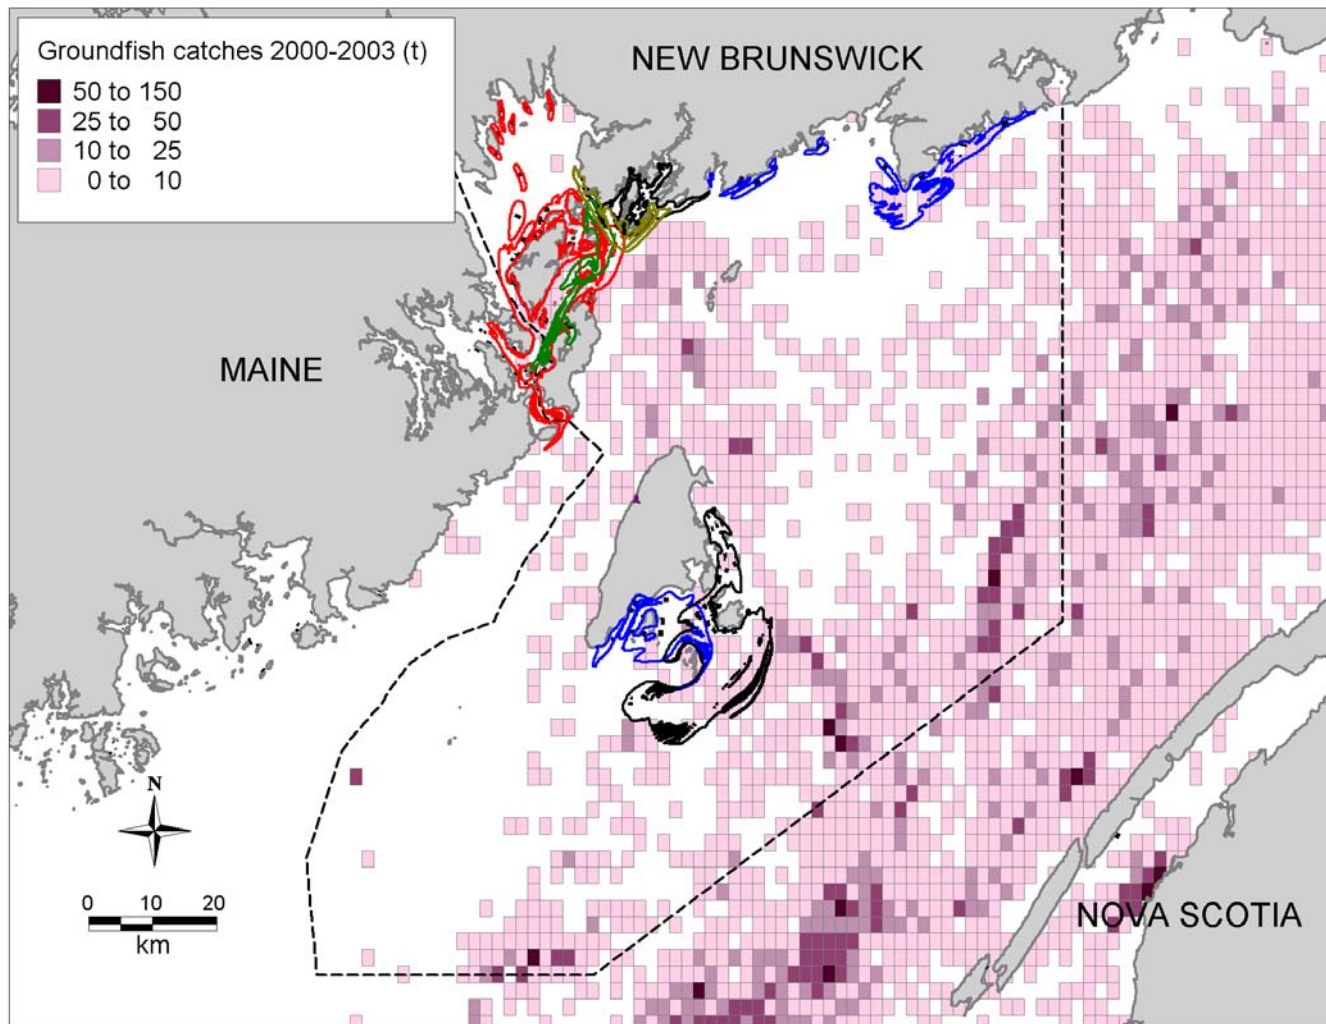 Groundfish catches 2000-2003 (t)
50 to 150
25 to 50
10 to 25
0 to 10
NEW BRUNSWICK
MAINE
N
0 10 20
km
NOVA SCOTIA